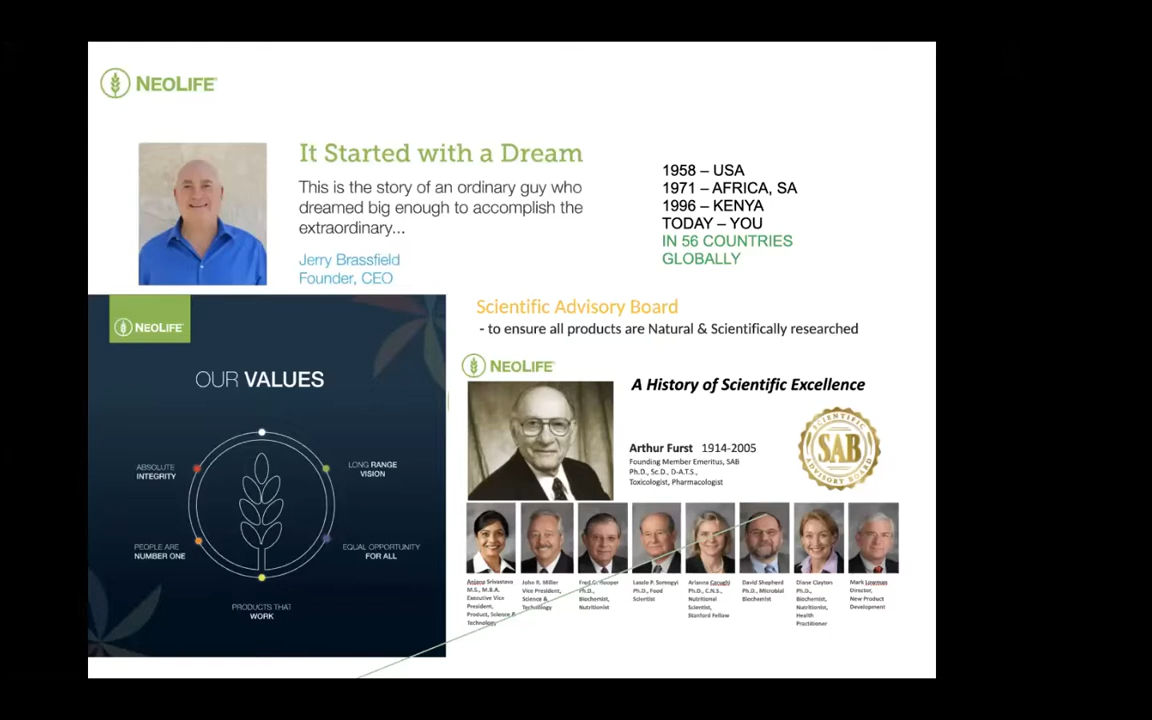 NEOLIFE
It Started with a Dream
This is the story of an ordinary guy who
dreamed big enough to accomplish the
extraordinary...
Jerry Brassfield
Founder, CEO
1958 – USA
1971 – AFRICA, SA
1996 – KENYA
TODAY – YOU
IN 56 COUNTRIES
GLOBALLY
NEOLIFE
OUR VALUES
ABSOLUTE
INTEGRITY
LONG RANGE
VISION
PEOPLE ARE
NUMBER ONE
EQUAL OPPORTUNITY
FOR ALL
PRODUCTS THAT
WORK
Scientific Advisory Board
- to ensure all products are Natural & Scientifically researched
NEOLIFE
A History of Scientific Excellence
Arthur Furst 1914-2005
Founding Member Emeritus, SAB
Ph.D., Sc.D., D-A.T.S.,
Toxicologist, Pharmacologist
SCIENTIFIC
SAB
ADVISORY BOARD
Anjana Srivastava
M.S., M.B.A.
Executive Vice
President,
Product, Science &
Technology
John R. Miller
Vice President,
Science &
Technology
Fred G. Hooper
Ph.D.,
Biochemist,
Nutritionist
Laszlo P. Somogyi
Ph.D., Food
Scientist
Arianna Carughi
Ph.D., C.N.S.,
Nutritional
Scientist,
Stanford Fellow
David Shepherd
Ph.D., Microbial
Biochemist
Diane Clayton
Ph.D.,
Biochemist,
Nutritionist,
Health
Practitioner
Mark Lowman
Director,
New Product
Development